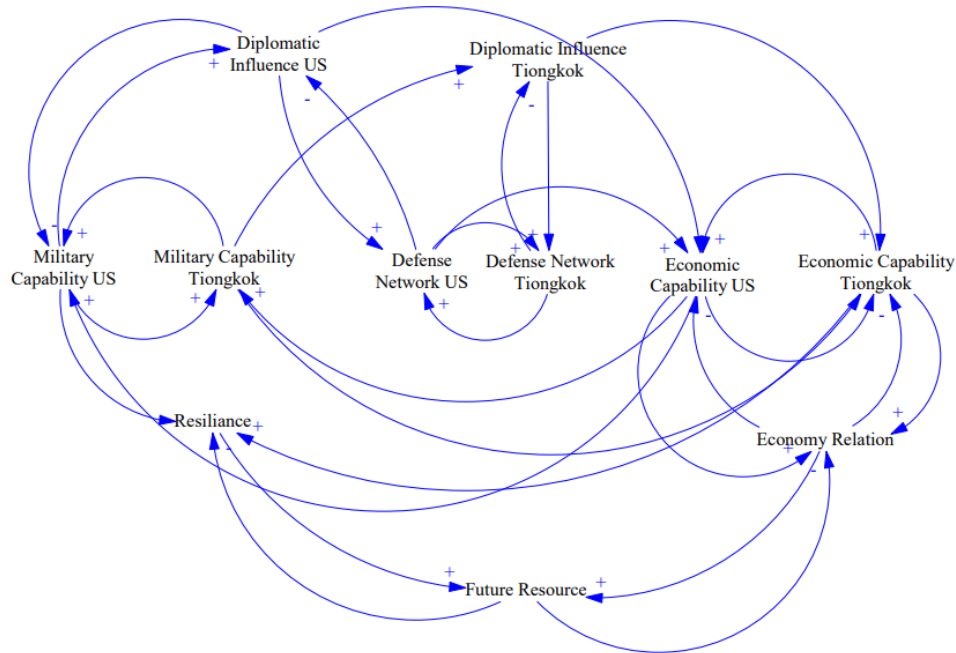 Diplomatic
Influence US
Diplomatic Influence
Tiongkok
+
+
-
-
Military
Capability US
Military Capability
Tiongkok
Defense
Network US
Defense Network
Tiongkok
Economic
Capability US
Economic Capability
Tiongkok
-
+
+
+
+
+
+
+
+
+
+
+
-
-
Resiliance
+
-
Economy Relation
+
+
-
Future Resource
+
+